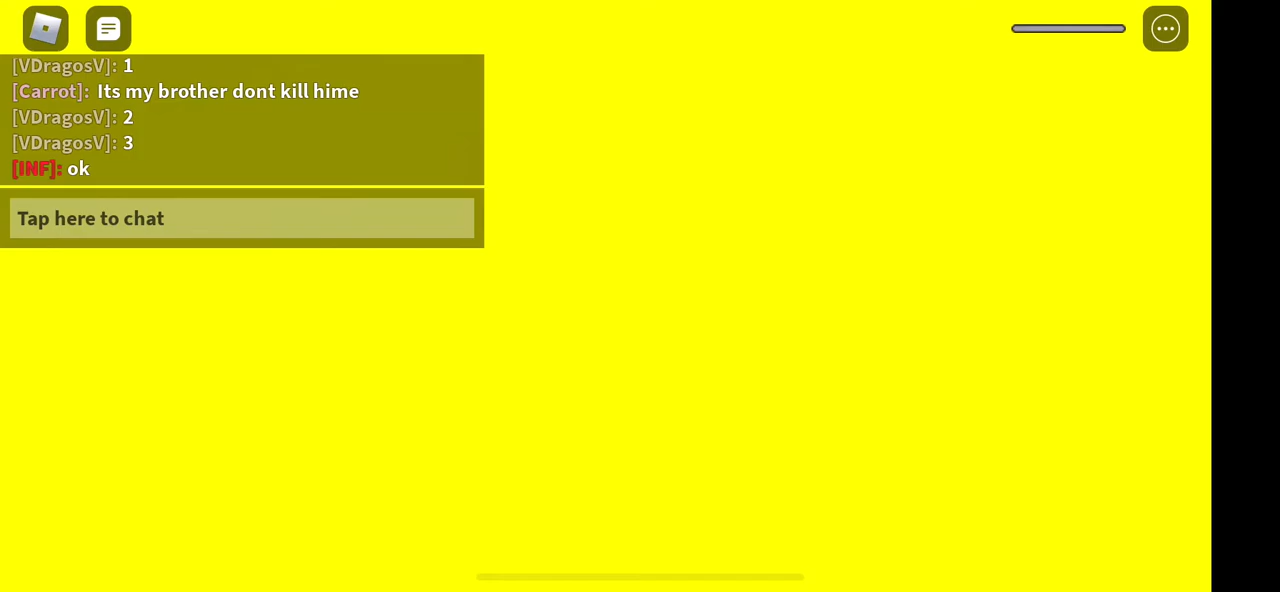 [VDragosV]: 1
[Carrot]: Its my brother dont kill hime
[VDragosV]: 2
[VDragosV]: 3
[INF]: ok
Tap here to chat